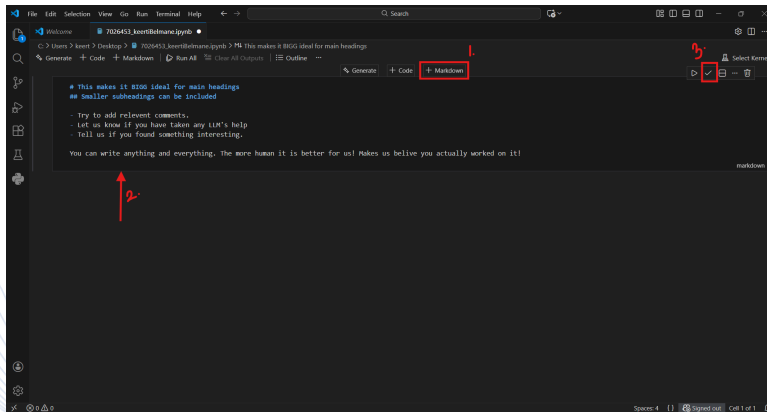 File Edit Selection View Go Run Terminal Help
Search
Welcome
7026453_keertiBelmane.ipynb
C: > Users > keert > Desktop > 7026453_keertiBelmane.ipynb > M↓ This makes it BIGG ideal for main headings
Generate + Code + Markdown Run All Clear All Outputs Outline ...
Select Kerne
1.
3.
Generate + Code + Markdown
# This makes it BIGG ideal for main headings
## Smaller subheadings can be included
- Try to add relevent comments.
- Let us know if you have taken any LLM's help
- Tell us if you found something interesting.
You can write anything and everything. The more human it is better for us! Makes us belive you actually worked on it!
markdown
2.
0 0
Spaces: 4 Signed out Cell 1 of 1